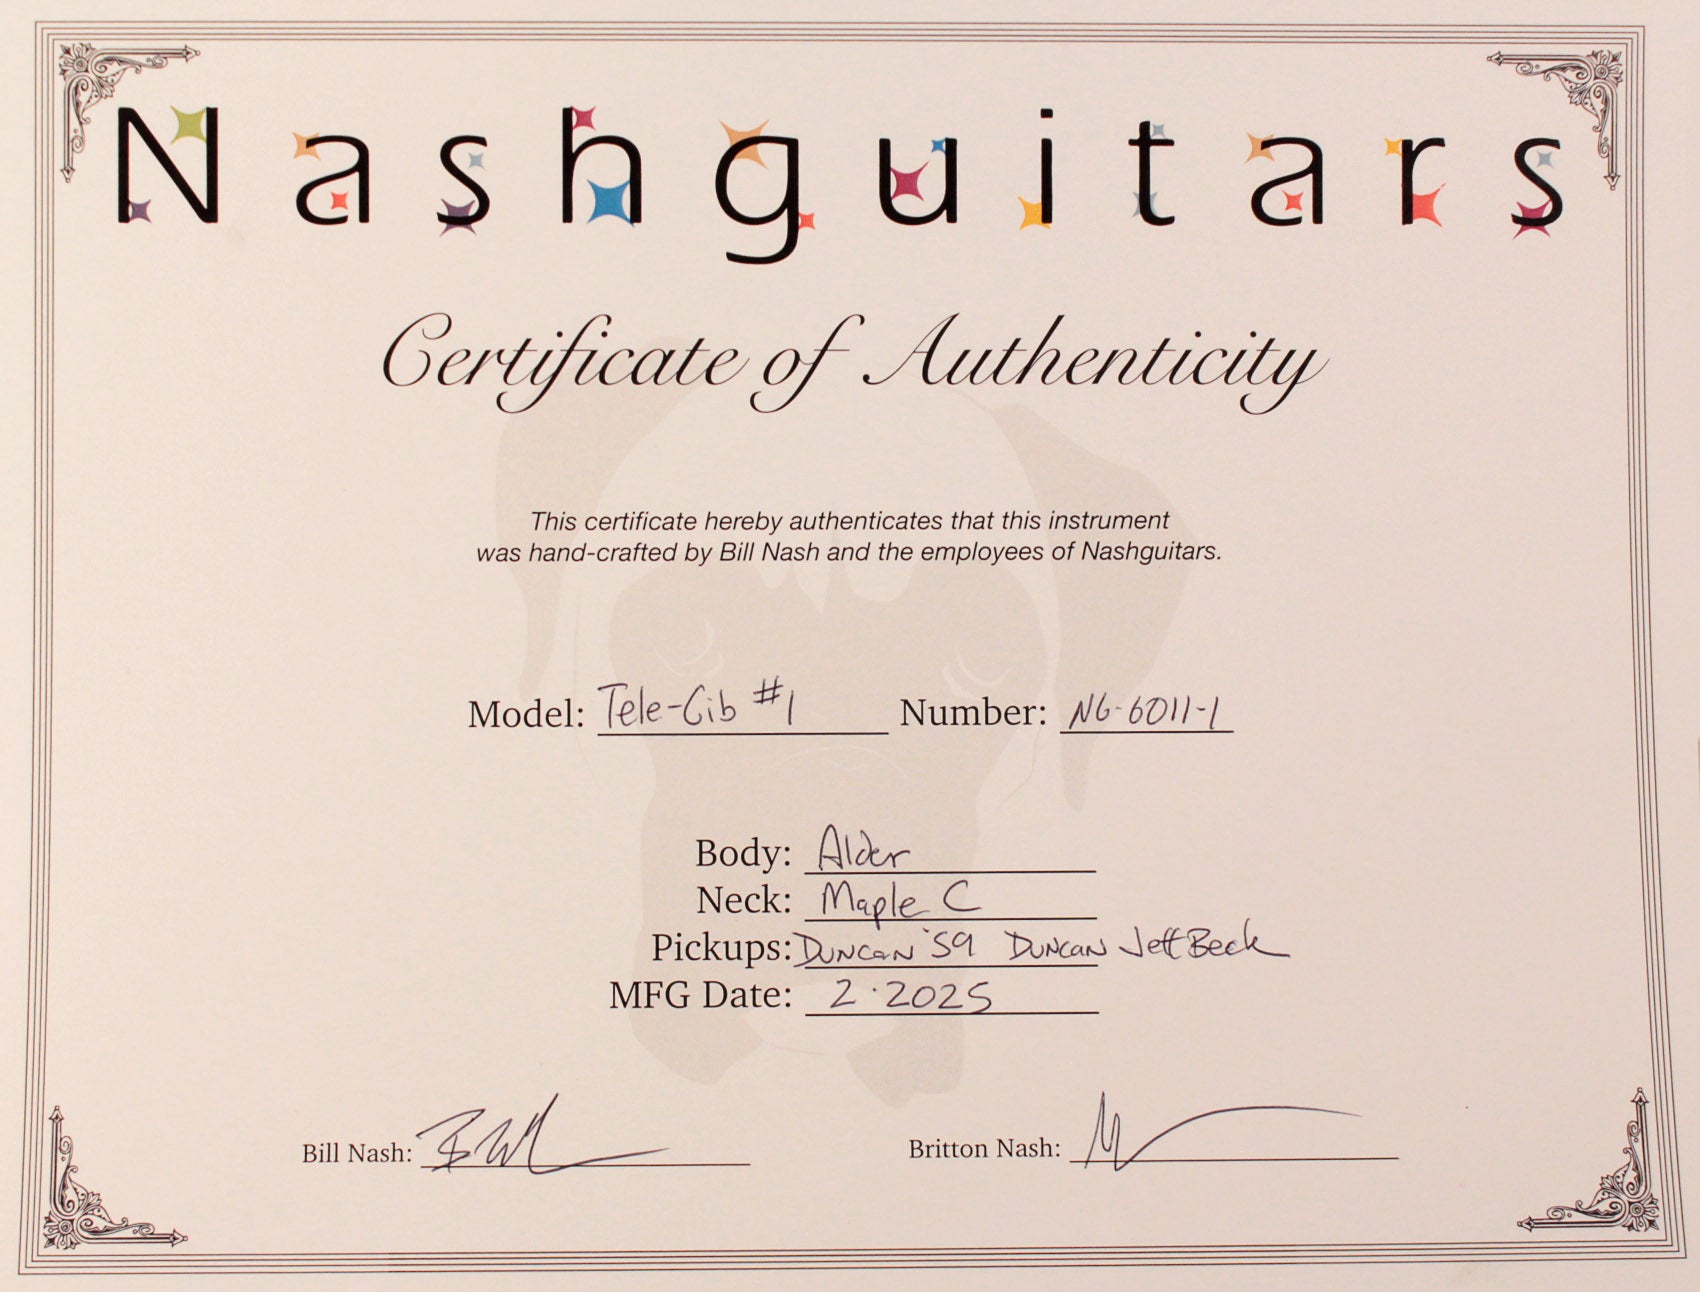 Nashguitars
Certificate of Authenticity
This certificate hereby authenticates that this instrument
was hand-crafted by Bill Nash and the employees of Nashguitars.
Model: Tele-Gib #1 Number: NG-6011-1
Body: Alder
Neck: Maple C
Pickups: Duncan '59 Duncan Jeff Beck
MFG Date: 2·2025
Bill Nash: Britton Nash: